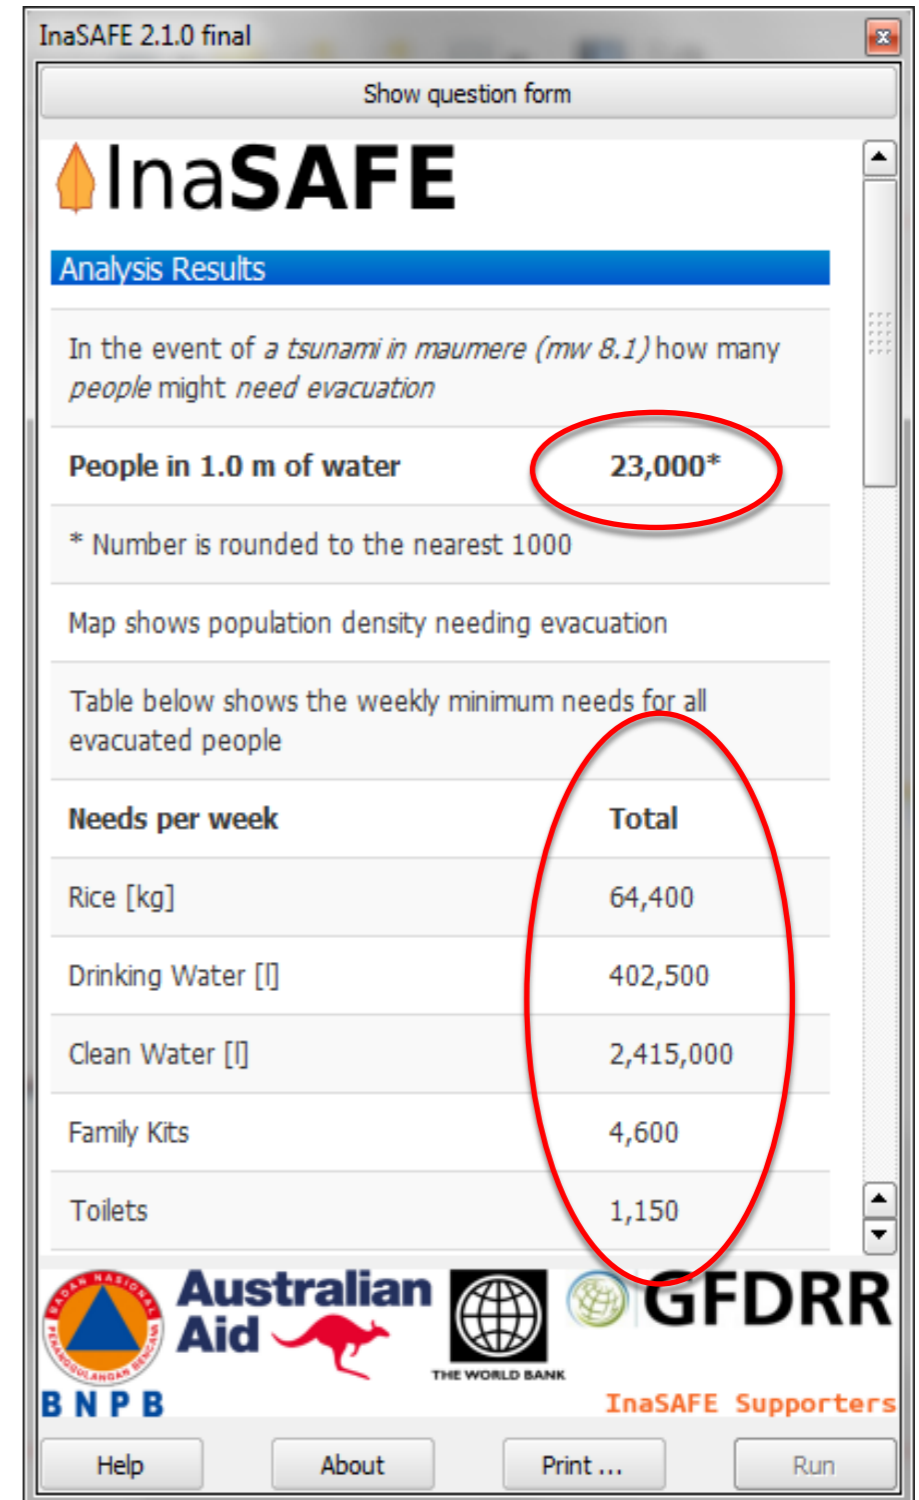 InaSAFE 2.1.0 final
Show question form
InaSAFE
Analysis Results
In the event of a tsunami in maumere (mw 8.1) how many
people might need evacuation
People in 1.0 m of water 23,000*
* Number is rounded to the nearest 1000
Map shows population density needing evacuation
Table below shows the weekly minimum needs for all
evacuated people
Needs per week Total
Rice [kg] 64,400
Drinking Water [l] 402,500
Clean Water [l] 2,415,000
Family Kits 4,600
Toilets 1,150
BADAN NASIONAL
PENANGGULANGAN BENCANA
BNPB
Australian
Aid
THE WORLD BANK
GFDRR
InaSAFE Supporters
Help About Print ... Run